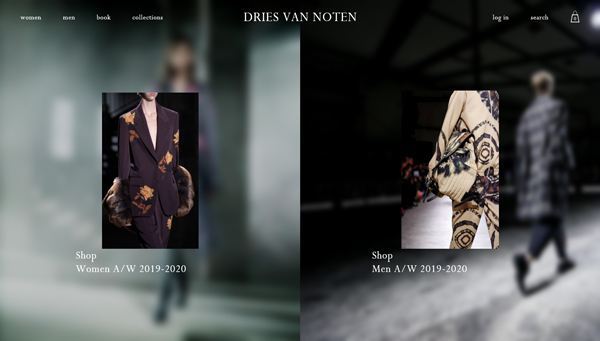 women men book collections DRIES VAN NOTEN log in search
Shop
Women A/W 2019-2020
Shop
Men A/W 2019-2020